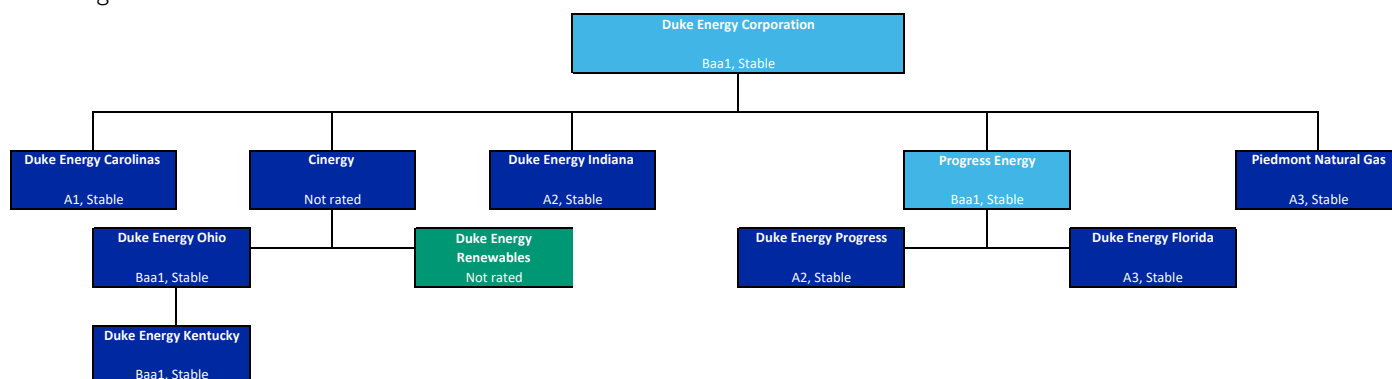 Duke Energy Corporation
Baa1, Stable
Duke Energy Carolinas
A1, Stable
Cinergy
Not rated
Duke Energy Indiana
A2, Stable
Progress Energy
Baa1, Stable
Piedmont Natural Gas
A3, Stable
Duke Energy Ohio
Baa1, Stable
Duke Energy
Renewables
Not rated
Duke Energy Progress
A2, Stable
Duke Energy Florida
A3, Stable
Duke Energy Kentucky
Baa1, Stable